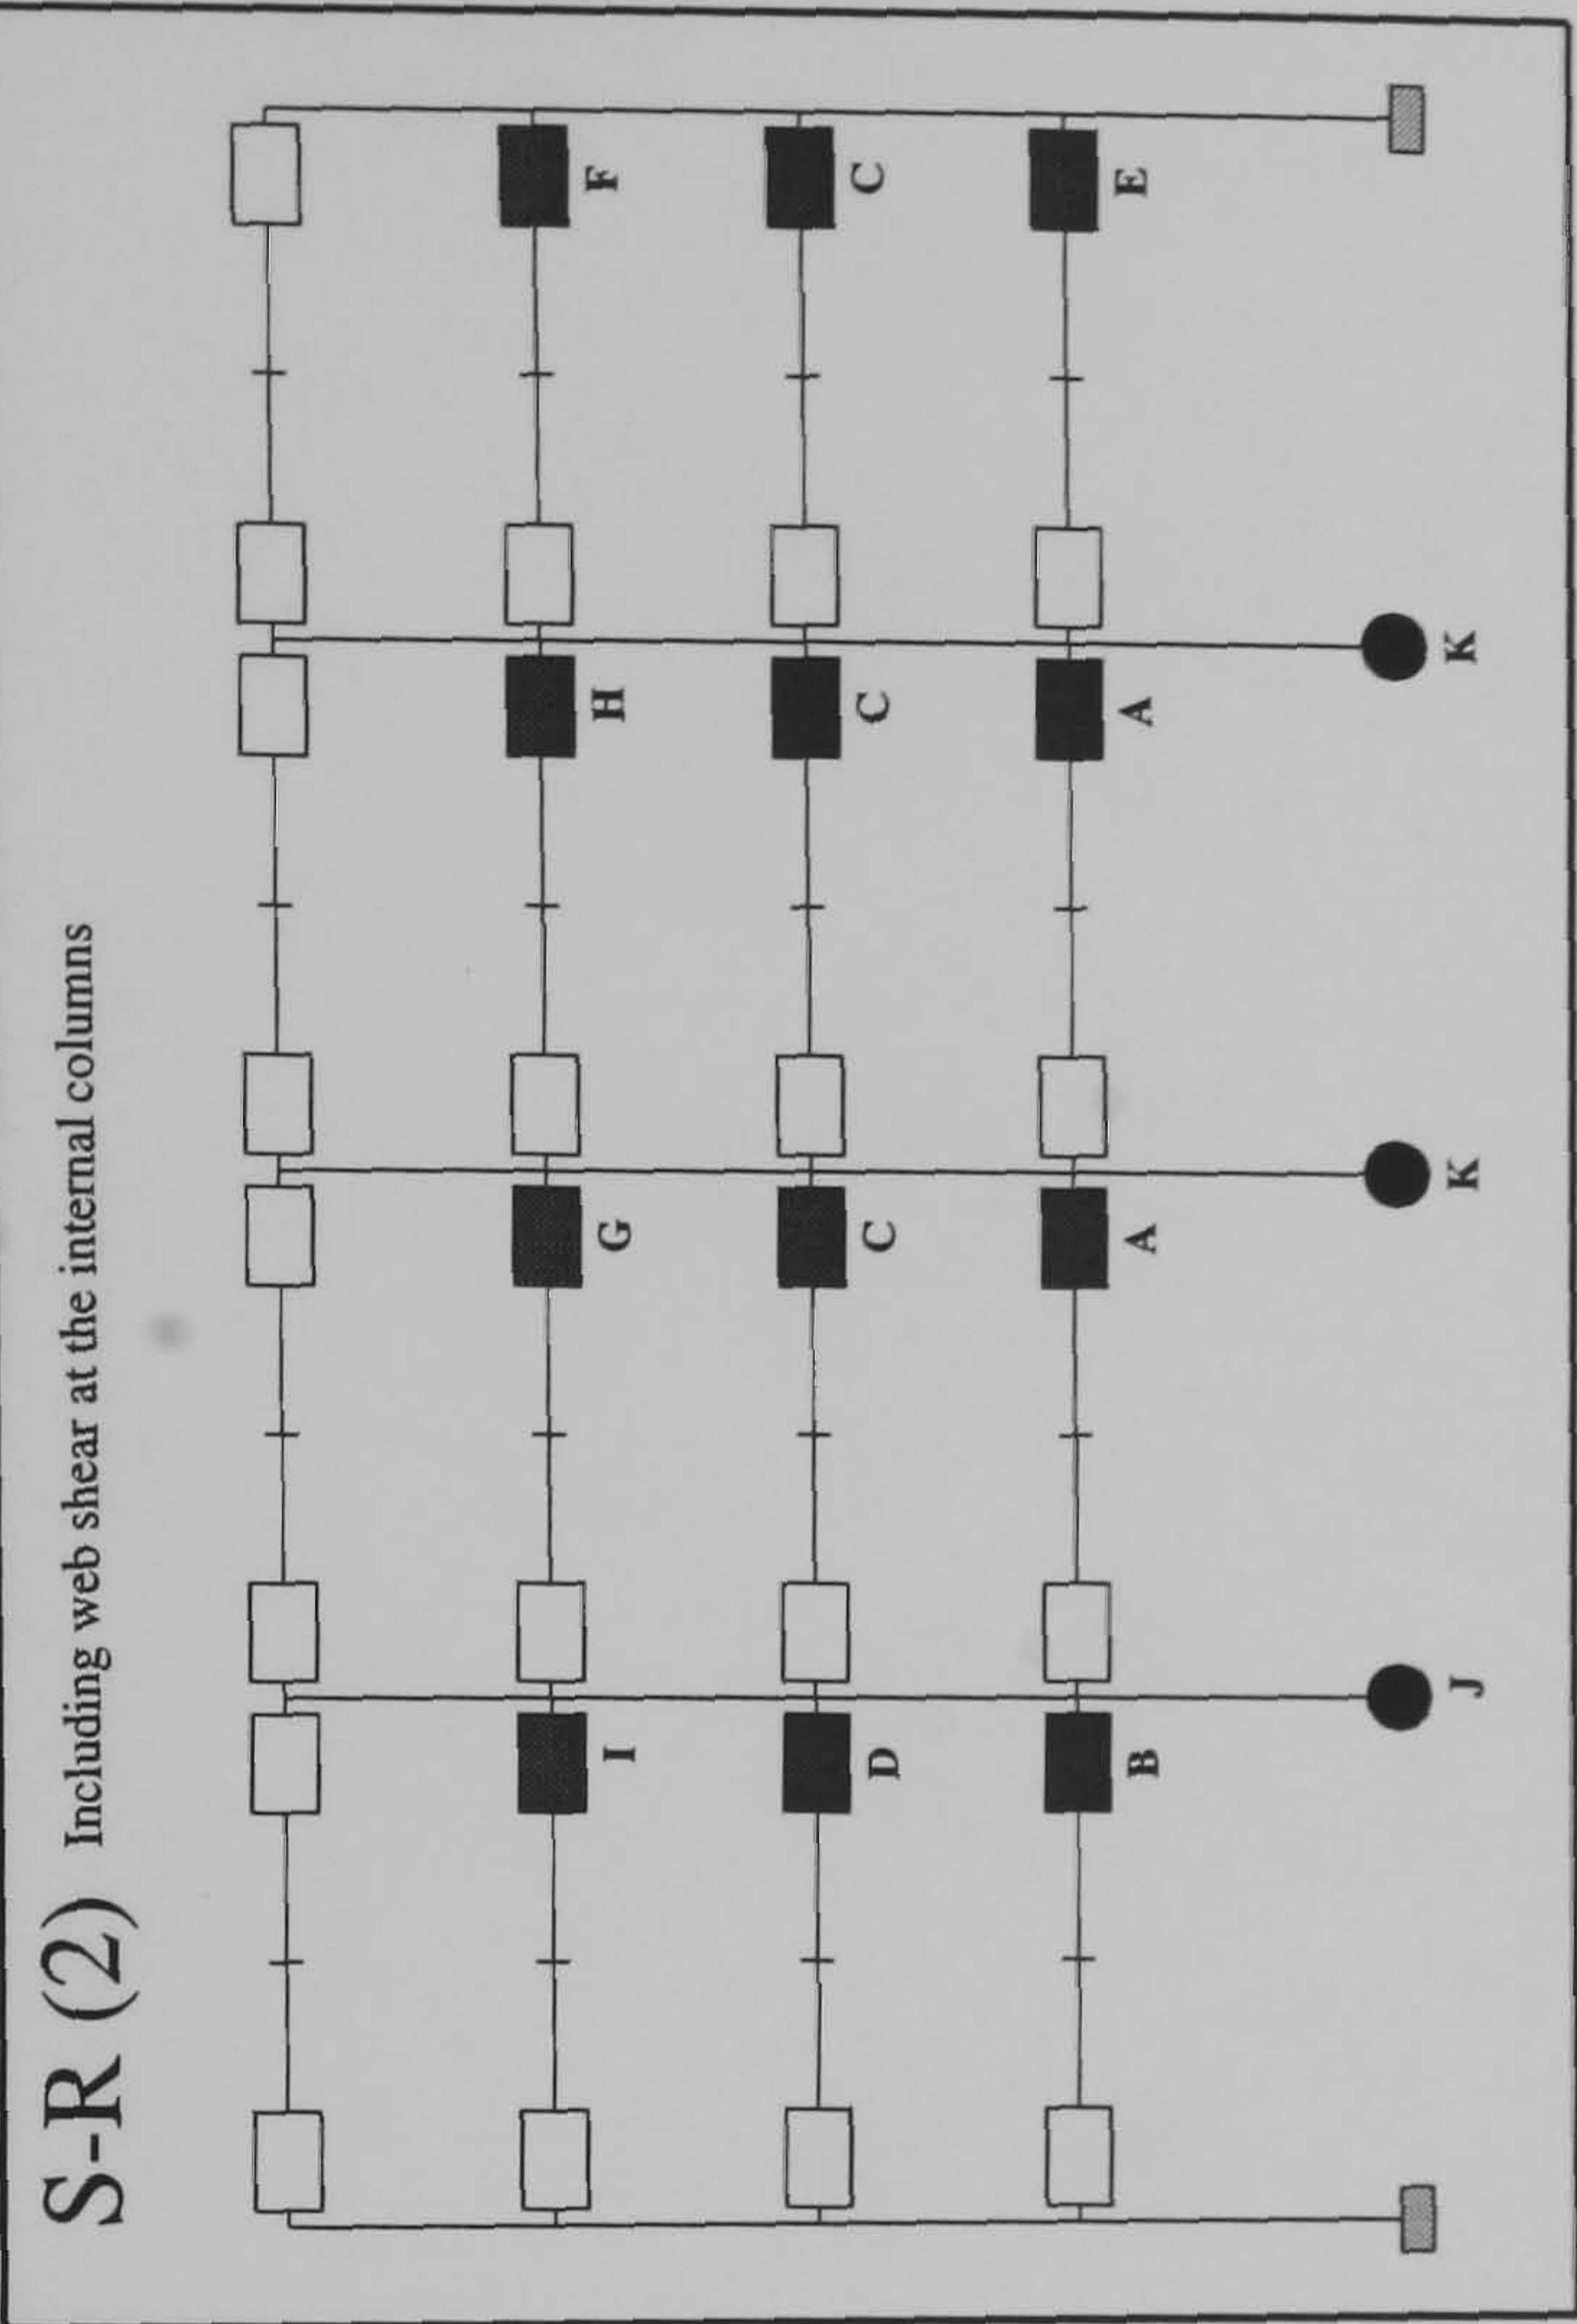 S-R (2) Including web shear at the internal columns
I G H F
D C C C
B A A E
J K K